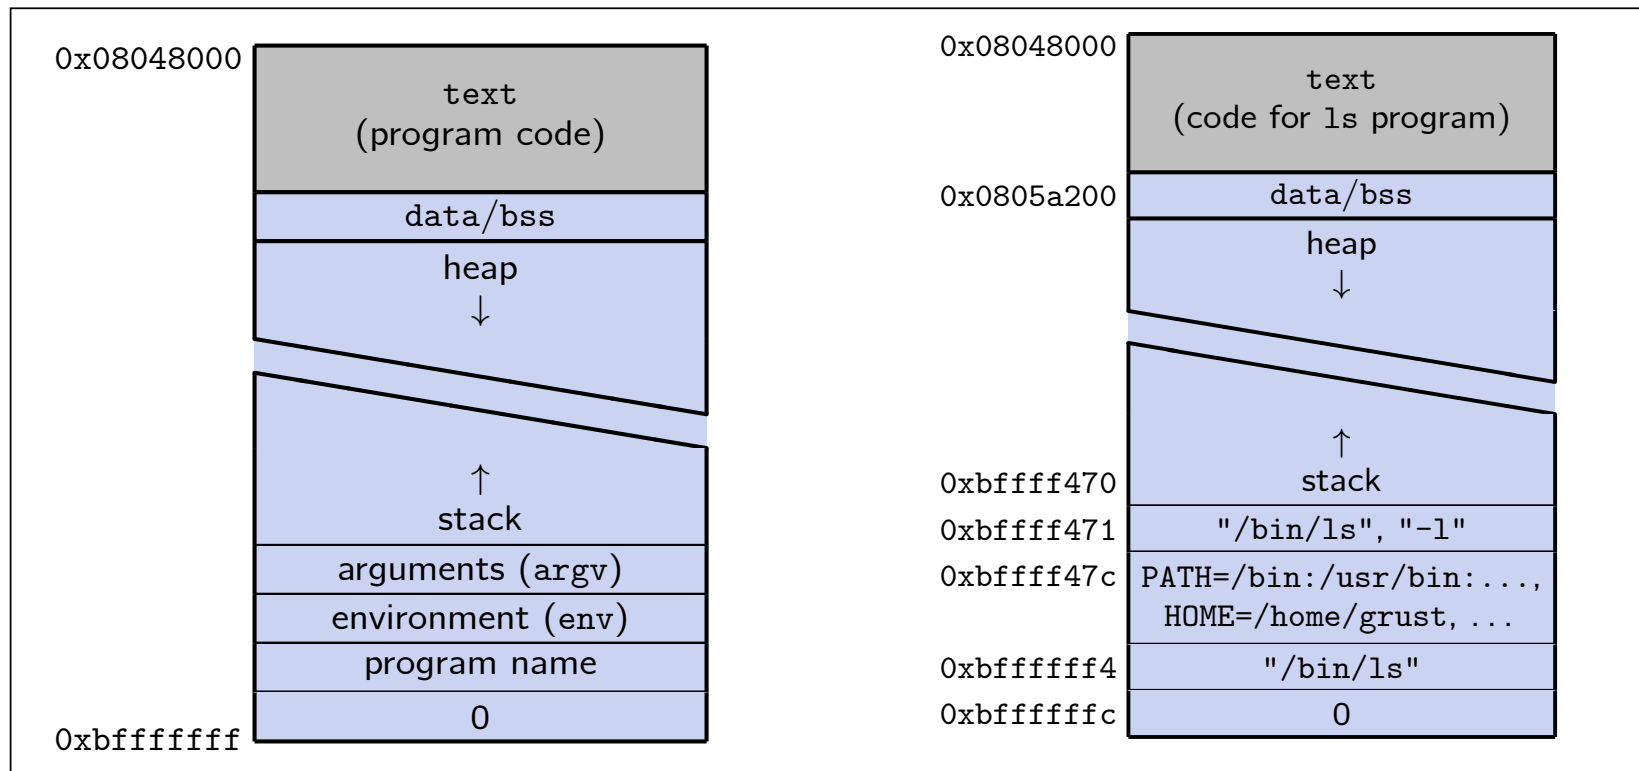 0x08048000
text
(program code)
data/bss
heap
↓
↑
stack
arguments (argv)
environment (env)
program name
0
0xbfffffff
0x08048000
text
(code for ls program)
0x0805a200
data/bss
heap
↓
↑
0xbffff470
stack
0xbffff471
"/bin/ls", "-l"
0xbffff47c
PATH=/bin:/usr/bin:...,
HOME=/home/grust, ...
0xbffffff4
"/bin/ls"
0xbffffffc
0